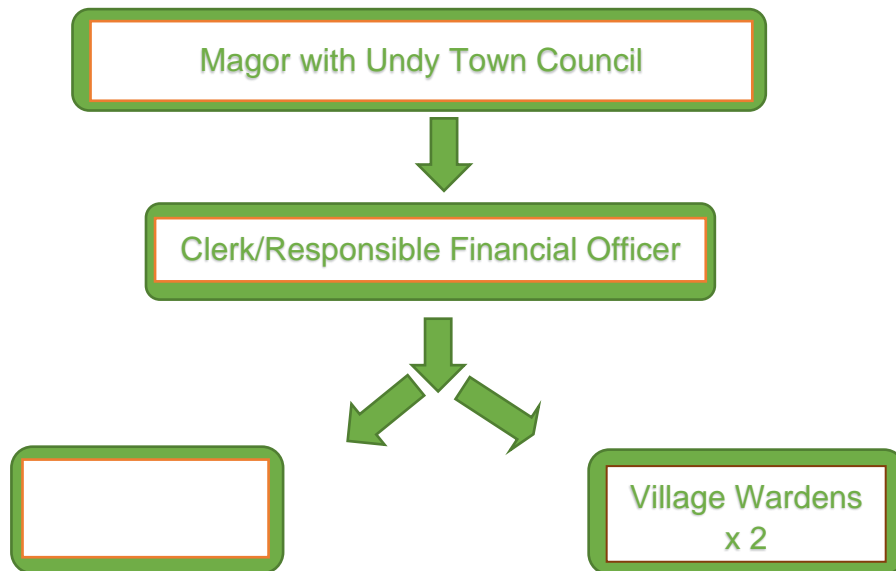 Magor with Undy Town Council
Clerk/Responsible Financial Officer
Village Wardens
x 2